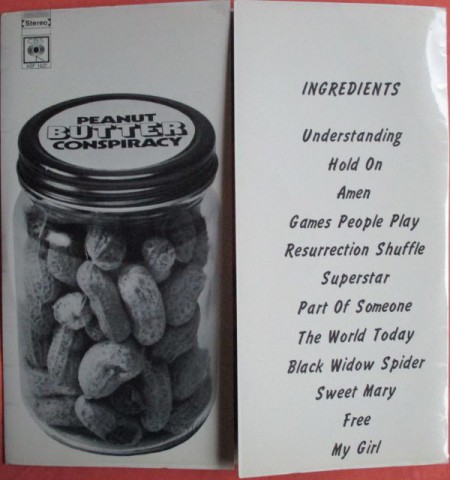 Stereo
CBS
PEANUT
BUTTER
CONSPIRACY
INGREDIENTS
Understanding
Hold On
Amen
Games People Play
Resurrection Shuffle
Superstar
Part Of Someone
The World Today
Black Widow Spider
Sweet Mary
Free
My Girl